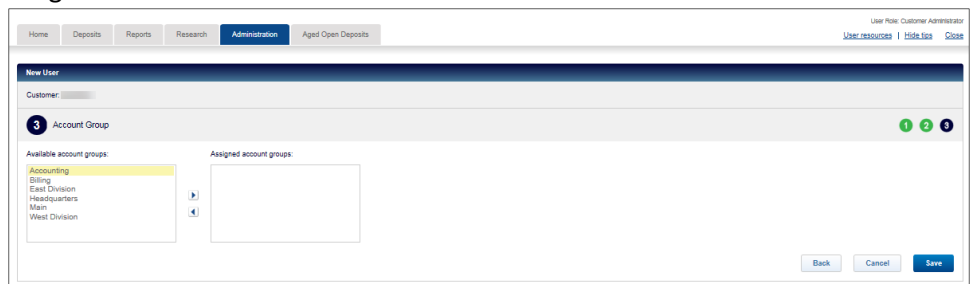 User Role: Customer Administrator
Home Deposits Reports Research Administration Aged Open Deposits
User resources | Hide tips Close
New User
Customer:
3 Account Group 1 2 3
Available account groups: Assigned account groups:
Accounting
Billing
East Division
Headquarters
Main
West Division
Back Cancel Save